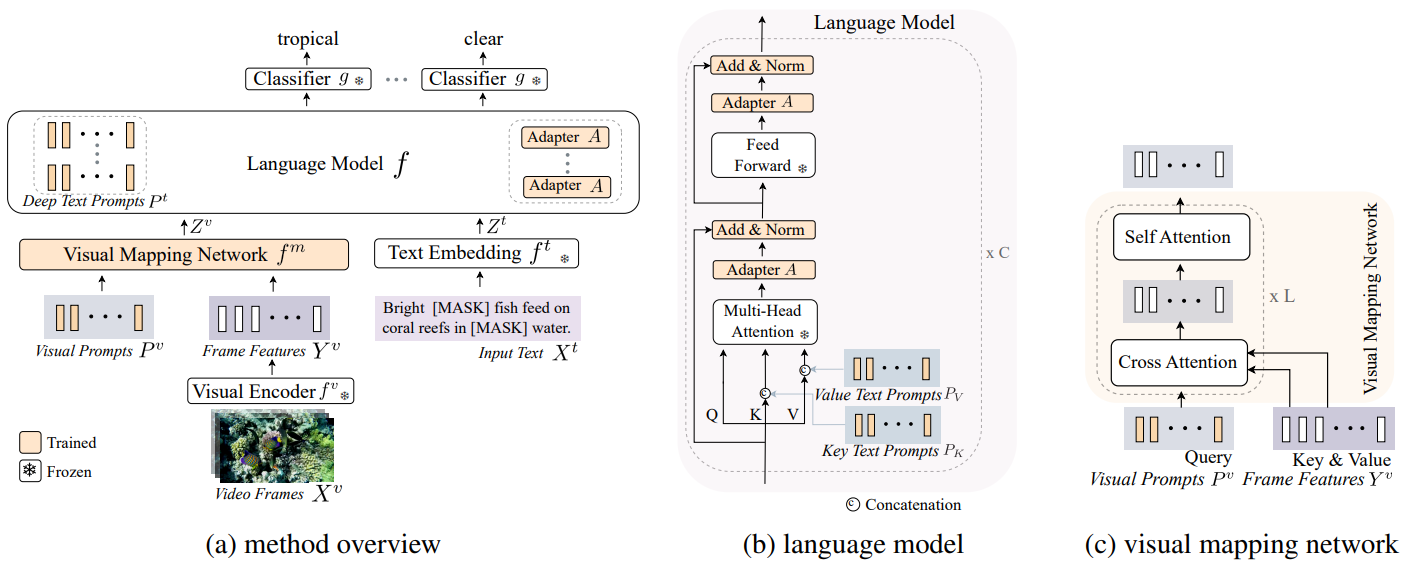 tropical
clear
Classifier g
Classifier g
Deep Text Prompts P^t
Language Model f
Adapter A
Adapter A
Z^v
Z^t
Visual Mapping Network f^m
Text Embedding f^t
Visual Prompts P^v
Frame Features Y^v
Bright [MASK] fish feed on
coral reefs in [MASK] water.
Input Text X^t
Visual Encoder f^v
Trained
Frozen
Video Frames X^v
(a) method overview
Language Model
Add & Norm
Adapter A
Feed
Forward
Add & Norm
x C
Adapter A
Multi-Head
Attention
c
Value Text Prompts P_V
c
Q
K
V
Key Text Prompts P_K
c Concatenation
(b) language model
Self Attention
x L
Cross Attention
Visual Mapping Network
Query
Visual Prompts P^v
Key & Value
Frame Features Y^v
(c) visual mapping network